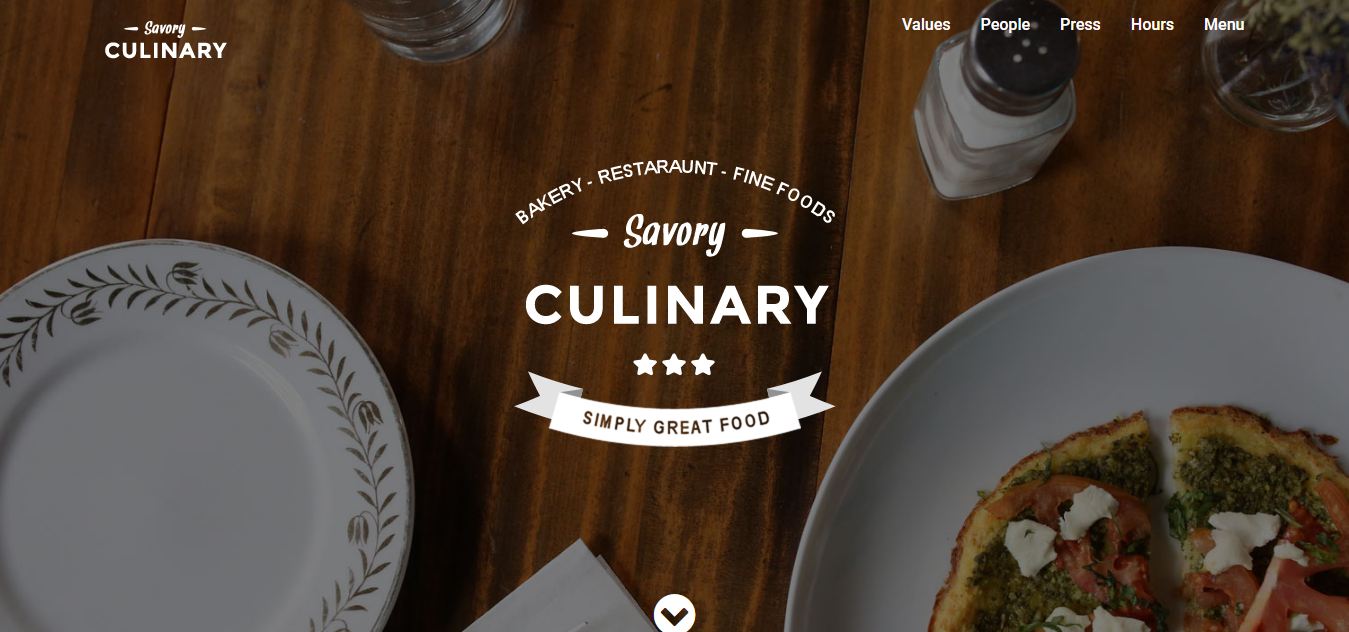 Savory
CULINARY
Values People Press Hours Menu
BAKERY - RESTARAUNT - FINE FOODS
Savory
CULINARY
SIMPLY GREAT FOOD